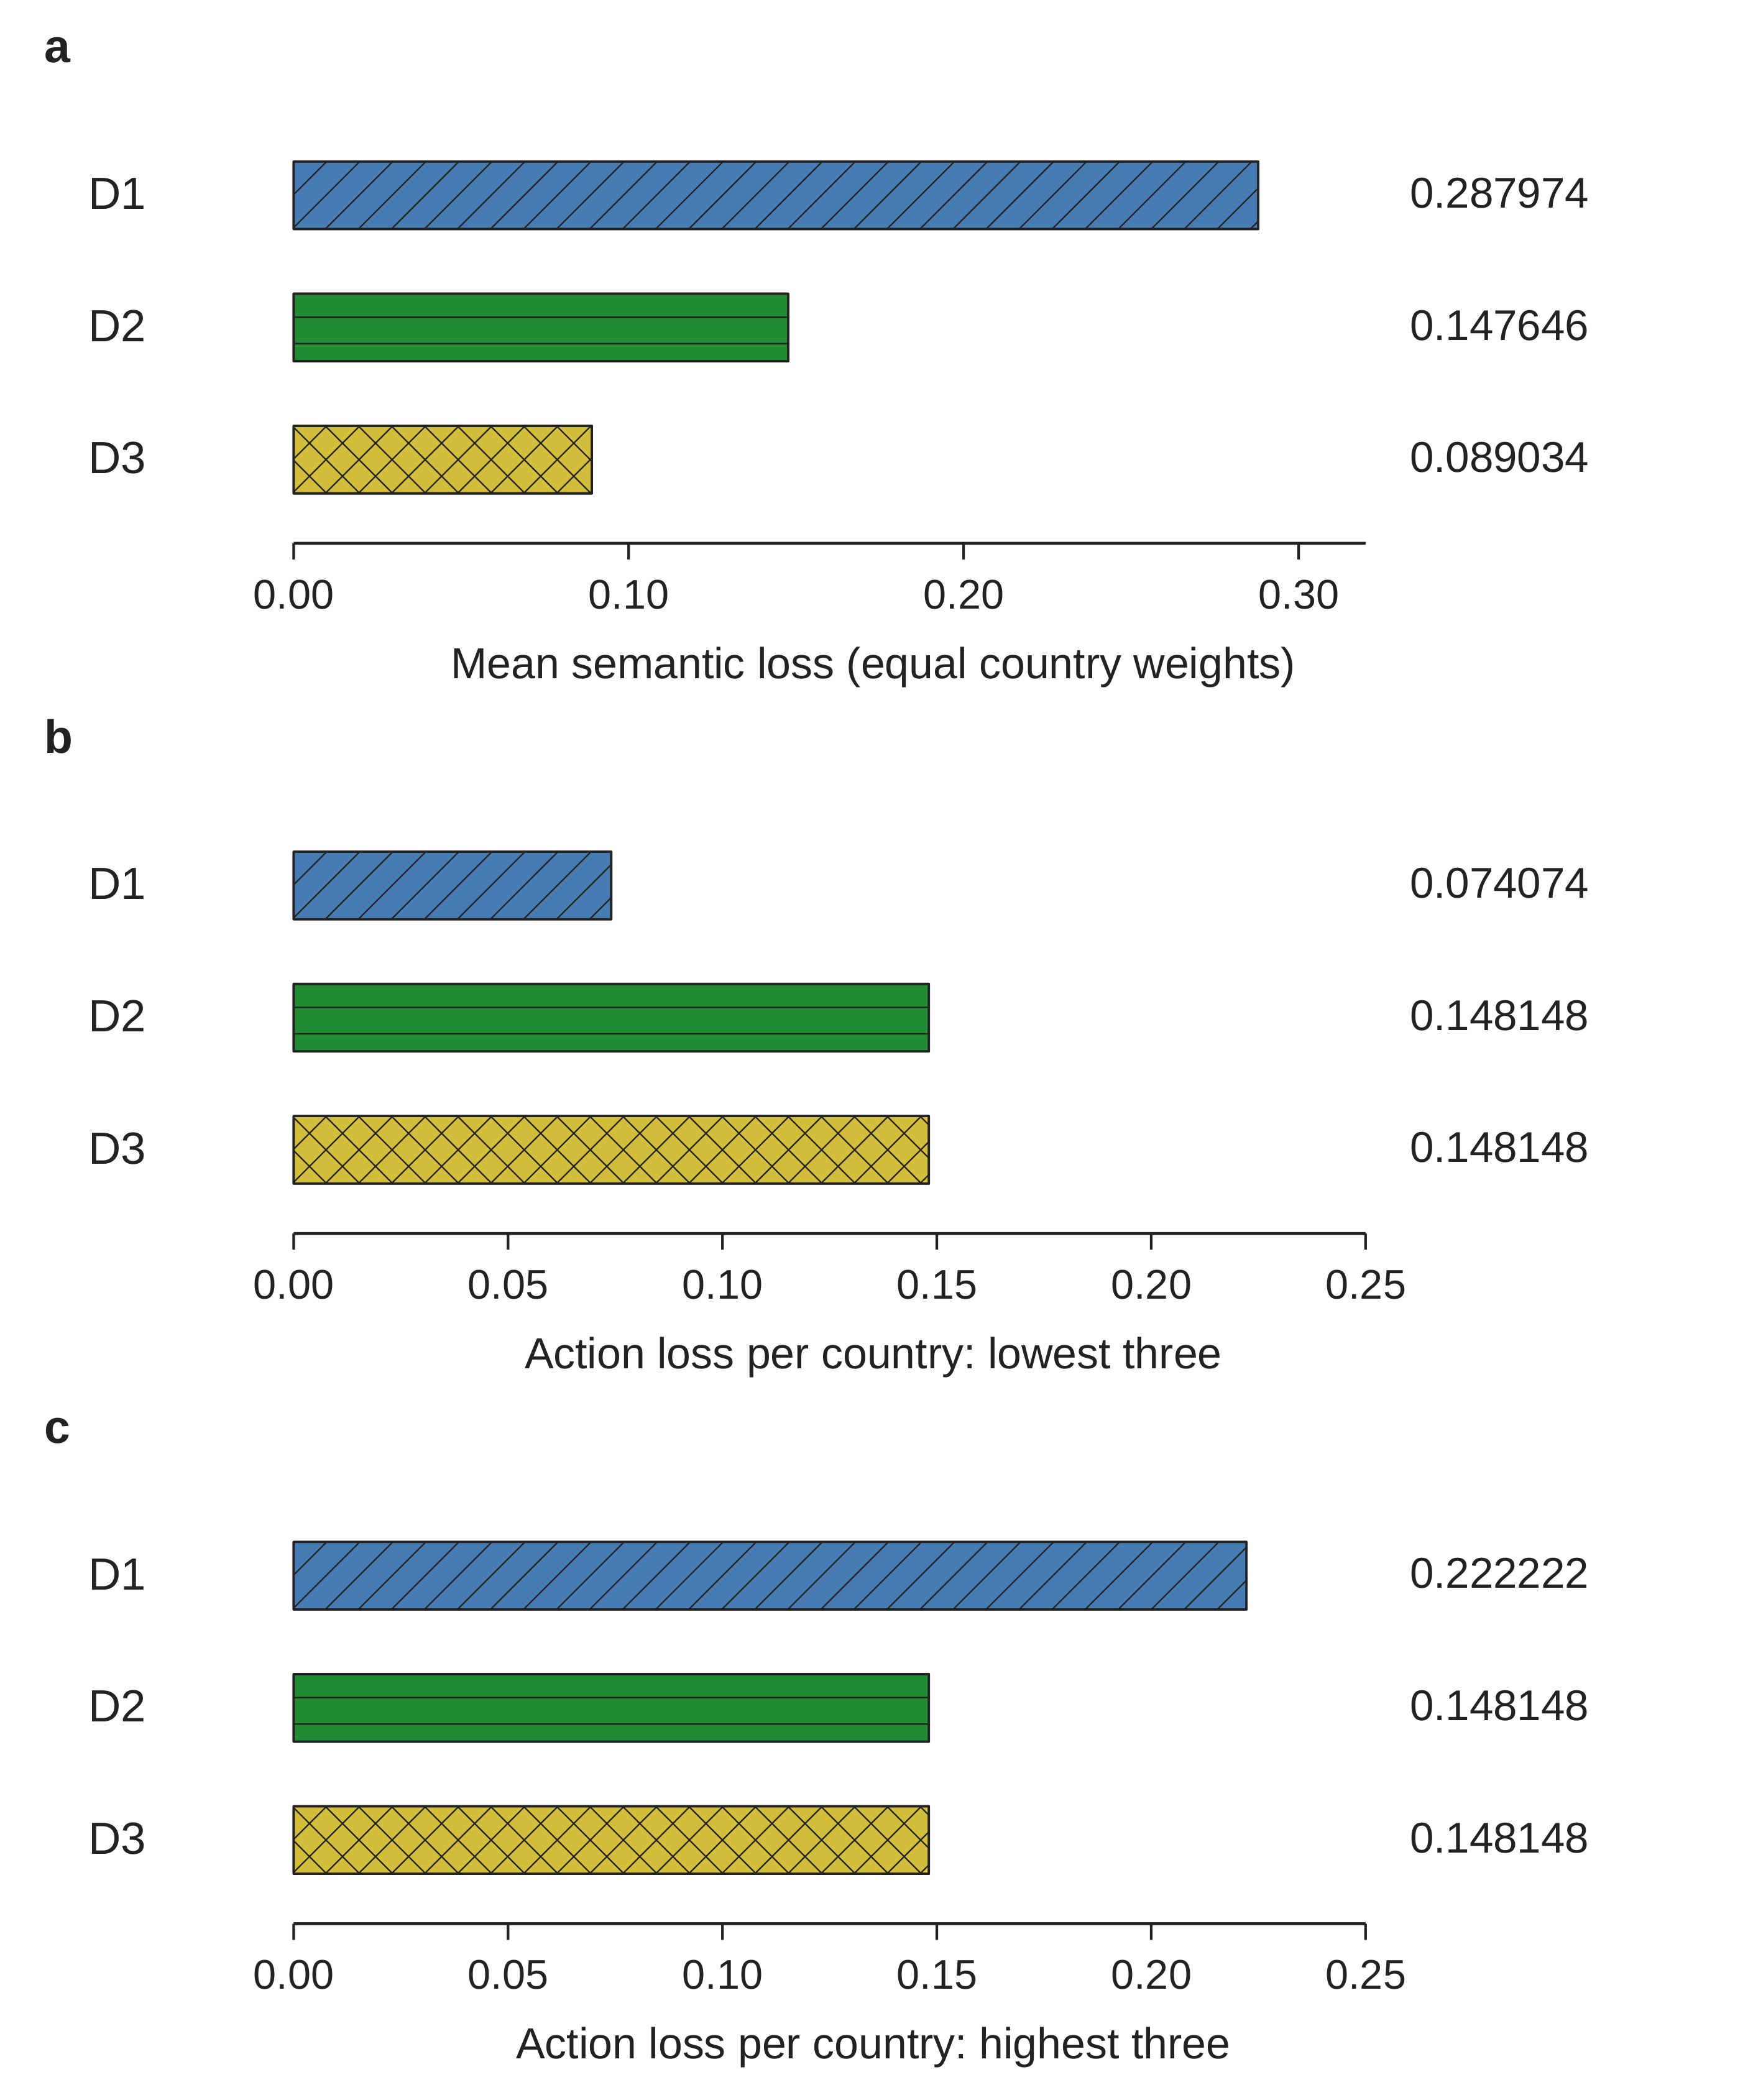 a
D1 0.287974
D2 0.147646
D3 0.089034
0.00 0.10 0.20 0.30
Mean semantic loss (equal country weights)
b
D1 0.074074
D2 0.148148
D3 0.148148
0.00 0.05 0.10 0.15 0.20 0.25
Action loss per country: lowest three
c
D1 0.222222
D2 0.148148
D3 0.148148
0.00 0.05 0.10 0.15 0.20 0.25
Action loss per country: highest three